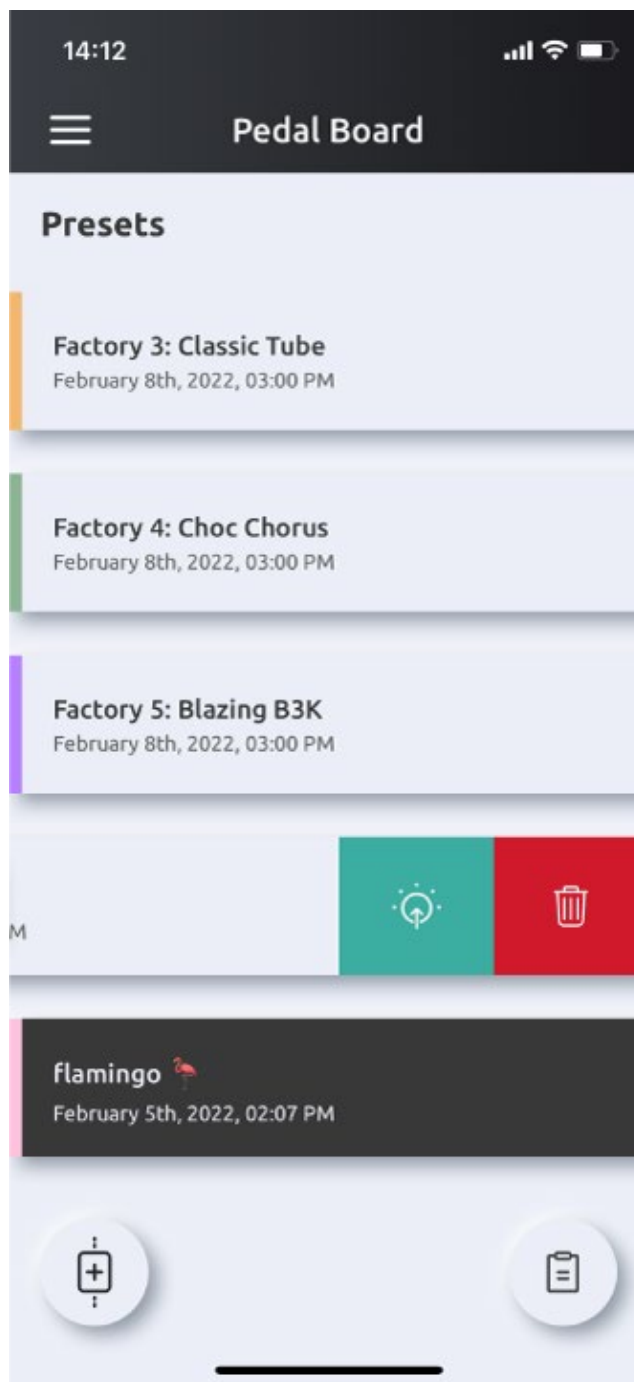 14:12
Pedal Board
Presets
Factory 3: Classic Tube
February 8th, 2022, 03:00 PM
Factory 4: Choc Chorus
February 8th, 2022, 03:00 PM
Factory 5: Blazing B3K
February 8th, 2022, 03:00 PM
M
flamingo 🦩
February 5th, 2022, 02:07 PM